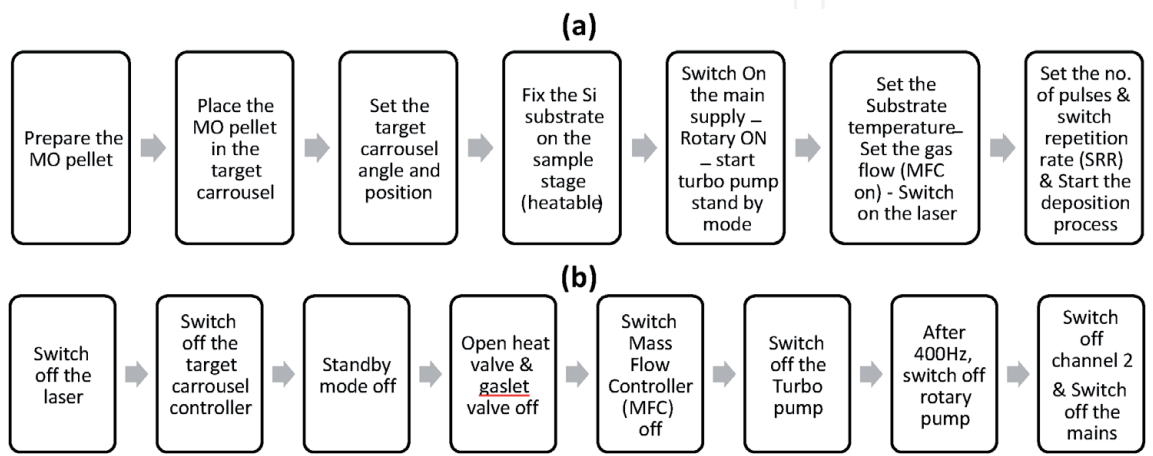 (a)
Prepare the
MO pellet
Place the
MO pellet
in the
target
carrousel
Set the
target
carrousel
angle and
position
Fix the Si
substrate
on the
sample
stage
(heatable)
Switch On
the main
supply –
Rotary ON
– start
turbo pump
stand by
mode
Set the
Substrate
temperature–
Set the gas
flow (MFC
on) - Switch
on the laser
Set the no.
of pulses &
switch
repetition
rate (SRR)
& Start the
deposition
process
(b)
Switch
off the
laser
Switch
off the
target
carrousel
controller
Standby
mode off
Open heat
valve &
gaslet
valve off
Switch
Mass
Flow
Controller
(MFC)
off
Switch
off the
Turbo
pump
After
400Hz,
switch off
rotary
pump
Switch
off
channel 2
& Switch
off the
mains